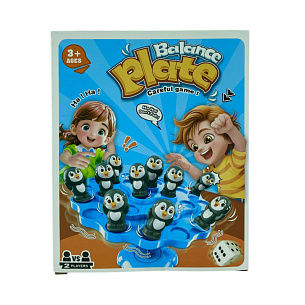 3+
AGES
Balance
Plate
Careful game !
Ha ! Ha !
VS
2 PLAYERS